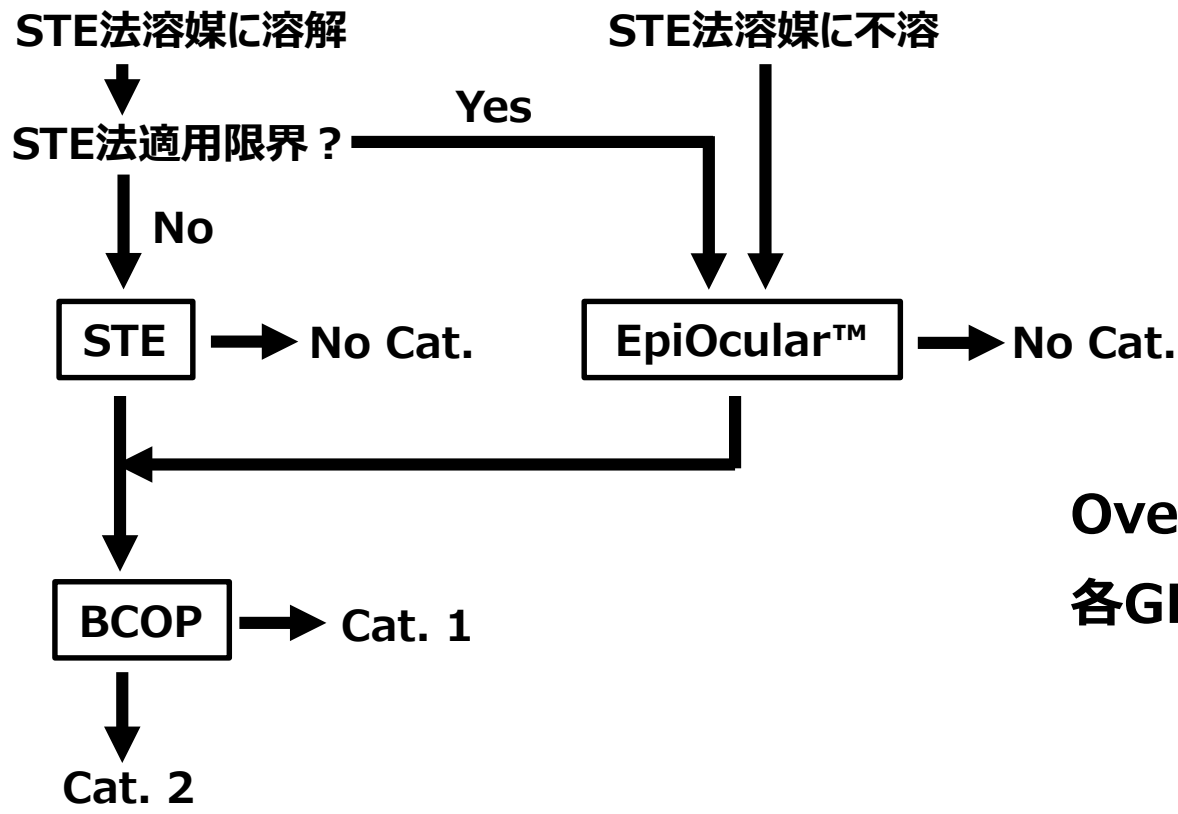 STE法溶媒に溶解
STE法溶媒に不溶
Yes
STE法適用限界？
No
STE
No Cat.
EpiOcular™
No Cat.
BCOP
Cat. 1
Cat. 2